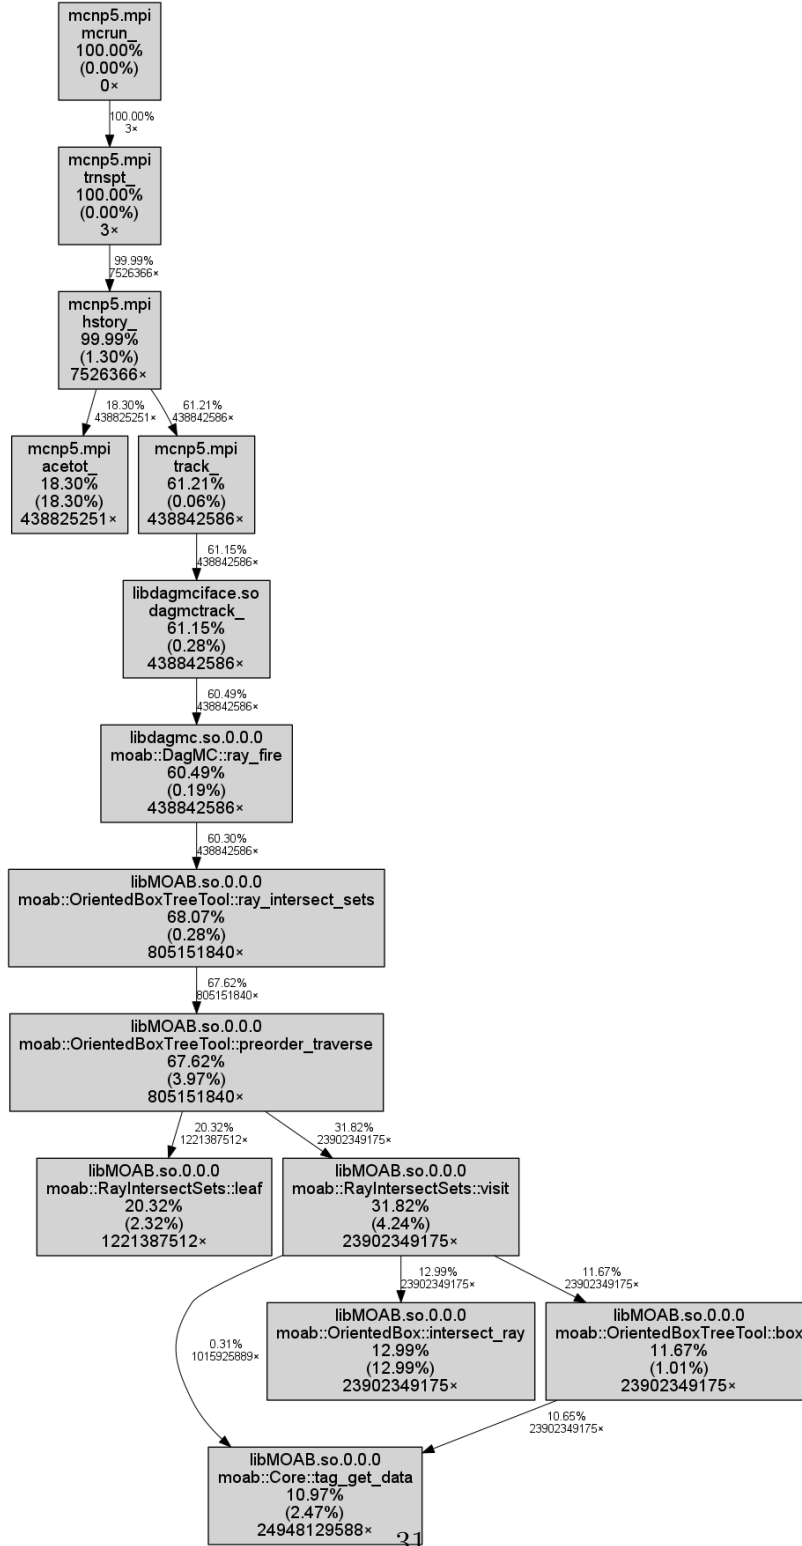 mcnp5.mpi
mcrun_
100.00%
(0.00%)
0×
100.00%
3×
mcnp5.mpi
trnspt_
100.00%
(0.00%)
3×
99.99%
7526366×
mcnp5.mpi
hstory_
99.99%
(1.30%)
7526366×
18.30%
438825251×
61.21%
438842586×
mcnp5.mpi
acetot_
18.30%
(18.30%)
438825251×
mcnp5.mpi
track_
61.21%
(0.06%)
438842586×
61.15%
438842586×
libdagmciface.so
dagmctrack_
61.15%
(0.28%)
438842586×
60.49%
438842586×
libdagmc.so.0.0.0
moab::DagMC::ray_fire
60.49%
(0.19%)
438842586×
60.30%
438842586×
libMOAB.so.0.0.0
moab::OrientedBoxTreeTool::ray_intersect_sets
68.07%
(0.28%)
805151840×
67.62%
805151840×
libMOAB.so.0.0.0
moab::OrientedBoxTreeTool::preorder_traverse
67.62%
(3.97%)
805151840×
20.32%
1221387512×
31.82%
23902349175×
libMOAB.so.0.0.0
moab::RayIntersectSets::leaf
20.32%
(2.32%)
1221387512×
libMOAB.so.0.0.0
moab::RayIntersectSets::visit
31.82%
(4.24%)
23902349175×
0.31%
1015925889×
12.99%
23902349175×
11.67%
23902349175×
libMOAB.so.0.0.0
moab::OrientedBox::intersect_ray
12.99%
(12.99%)
23902349175×
libMOAB.so.0.0.0
moab::OrientedBoxTreeTool::box
11.67%
(1.01%)
23902349175×
10.65%
23902349175×
libMOAB.so.0.0.0
moab::Core::tag_get_data
10.97%
(2.47%)
24948129588×
31